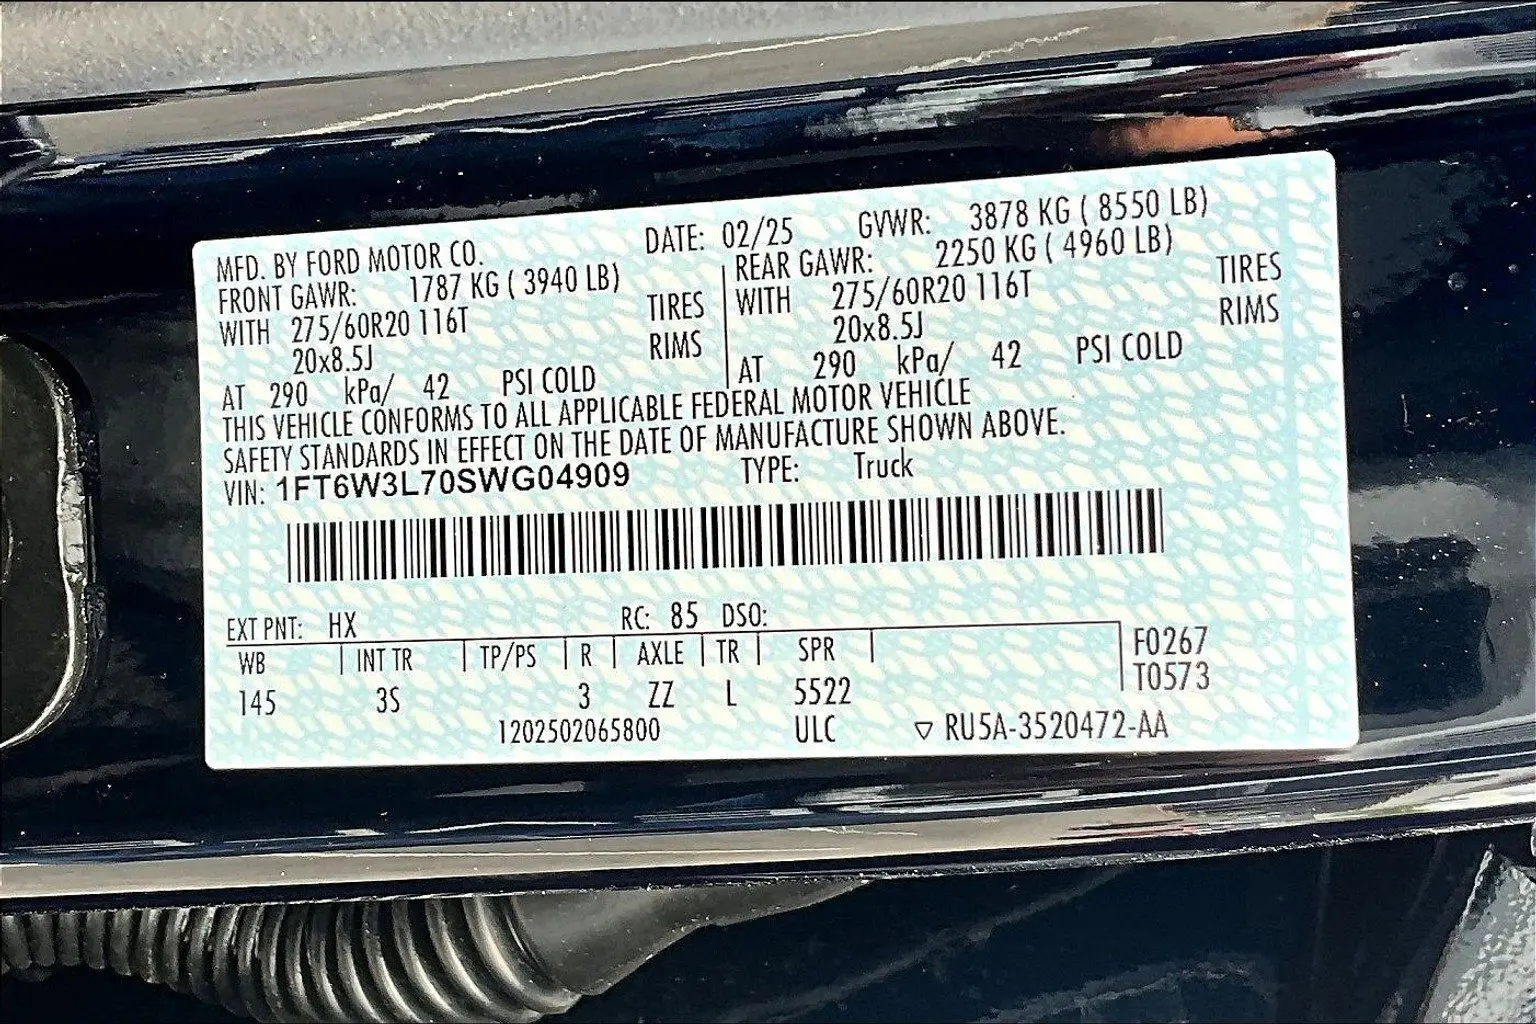 MFD. BY FORD MOTOR CO. DATE: 02/25 GVWR: 3878 KG ( 8550 LB)
FRONT GAWR: 1787 KG ( 3940 LB) REAR GAWR: 2250 KG ( 4960 LB)
WITH 275/60R20 116T TIRES WITH 275/60R20 116T TIRES
20x8.5J RIMS 20x8.5J RIMS
AT 290 kPa/ 42 PSI COLD AT 290 kPa/ 42 PSI COLD
THIS VEHICLE CONFORMS TO ALL APPLICABLE FEDERAL MOTOR VEHICLE
SAFETY STANDARDS IN EFFECT ON THE DATE OF MANUFACTURE SHOWN ABOVE.
VIN: 1FT6W3L70SWG04909 TYPE: Truck
EXT PNT: HX RC: 85 DSO:
WB INT TR TP/PS R AXLE TR SPR F0267
145 3S 3 ZZ L 5522 T0573
1202502065800 ULC ▽ RU5A-3520472-AA